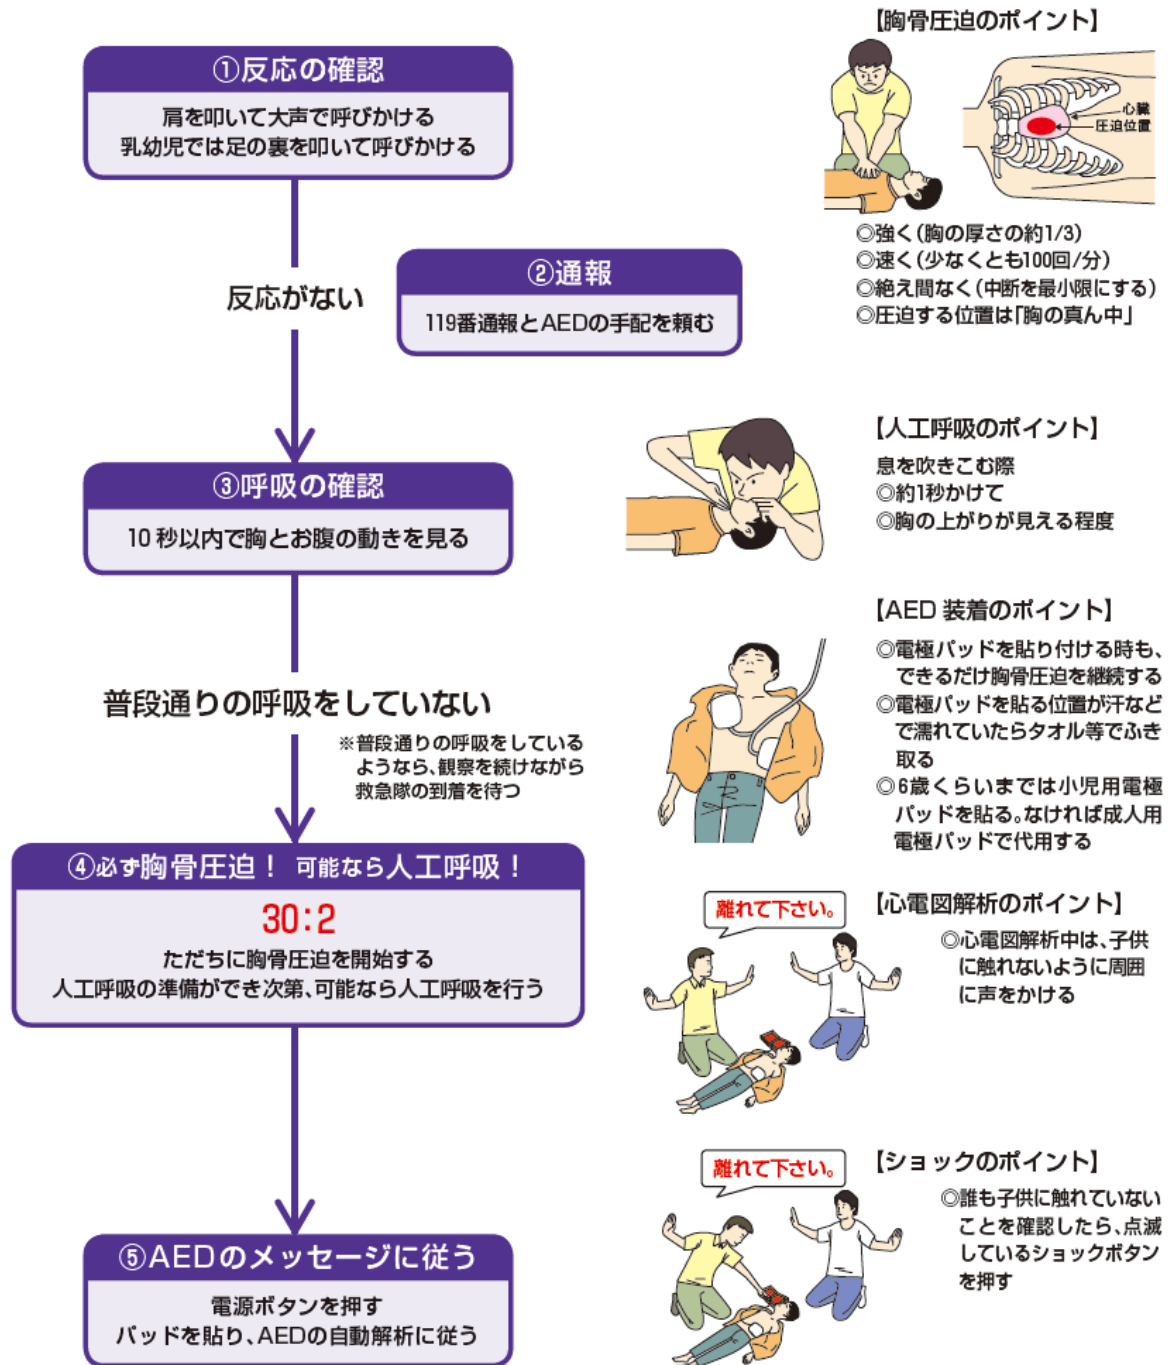 ①反応の確認
肩を叩いて大声で呼びかける
乳幼児では足の裏を叩いて呼びかける
反応がない
②通報
119番通報とAEDの手配を頼む
③呼吸の確認
10秒以内で胸とお腹の動きを見る
普段通りの呼吸をしていない
※普段通りの呼吸をしている
ようなら、観察を続けながら
救急隊の到着を待つ
④必ず胸骨圧迫！ 可能なら人工呼吸！
30:2
ただちに胸骨圧迫を開始する
人工呼吸の準備ができ次第、可能なら人工呼吸を行う
⑤AEDのメッセージに従う
電源ボタンを押す
パッドを貼り、AEDの自動解析に従う
【胸骨圧迫のポイント】
心臓
圧迫位置
◎強く(胸の厚さの約1/3)
◎速く(少なくとも100回/分)
◎絶え間なく(中断を最小限にする)
◎圧迫する位置は「胸の真ん中」
【人工呼吸のポイント】
息を吹きこむ際
◎約1秒かけて
◎胸の上がりが見える程度
【AED 装着のポイント】
◎電極パッドを貼り付ける時も、
できるだけ胸骨圧迫を継続する
◎電極パッドを貼る位置が汗など
で濡れていたらタオル等でふき
取る
◎6歳くらいまでは小児用電極
パッドを貼る。なければ成人用
電極パッドで代用する
離れて下さい。
【心電図解析のポイント】
◎心電図解析中は、子供
に触れないように周囲
に声をかける
離れて下さい。
【ショックのポイント】
◎誰も子供に触れていない
ことを確認したら、点滅
しているショックボタン
を押す